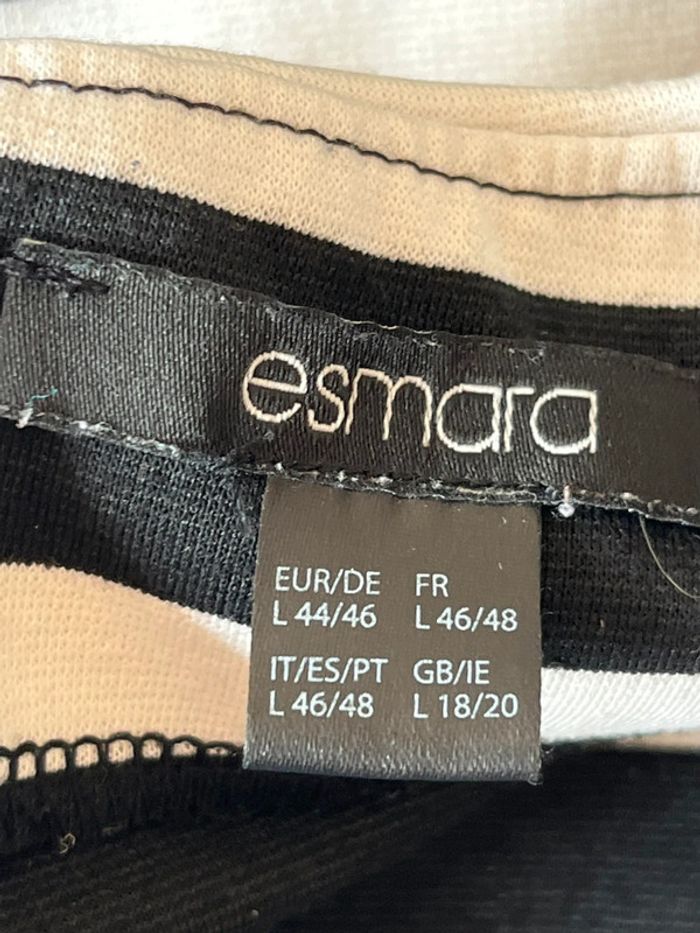 esmara
EUR/DE FR
L 44/46 L 46/48
IT/ES/PT GB/IE
L 46/48 L 18/20